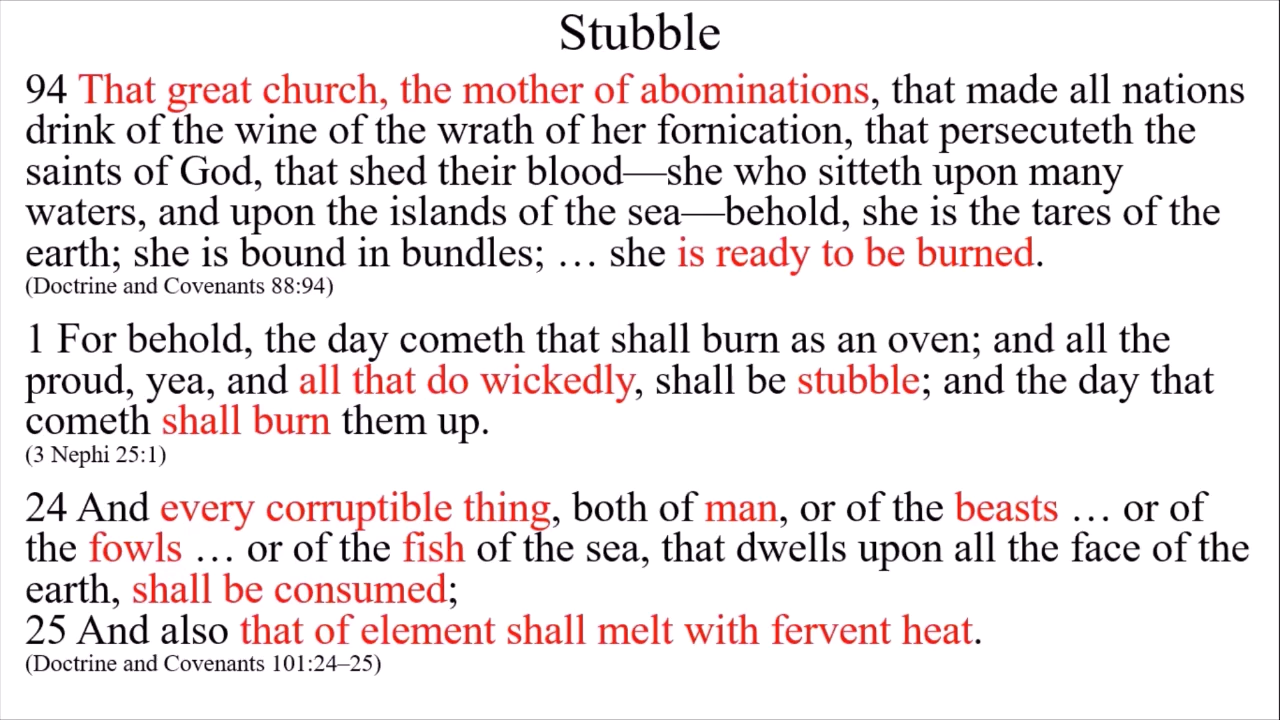 Stubble
94 That great church, the mother of abominations, that made all nations
drink of the wine of the wrath of her fornication, that persecuteth the
saints of God, that shed their blood—she who sitteth upon many
waters, and upon the islands of the sea—behold, she is the tares of the
earth; she is bound in bundles; … she is ready to be burned.
(Doctrine and Covenants 88:94)
1 For behold, the day cometh that shall burn as an oven; and all the
proud, yea, and all that do wickedly, shall be stubble; and the day that
cometh shall burn them up.
(3 Nephi 25:1)
24 And every corruptible thing, both of man, or of the beasts … or of
the fowls … or of the fish of the sea, that dwells upon all the face of the
earth, shall be consumed;
25 And also that of element shall melt with fervent heat.
(Doctrine and Covenants 101:24–25)